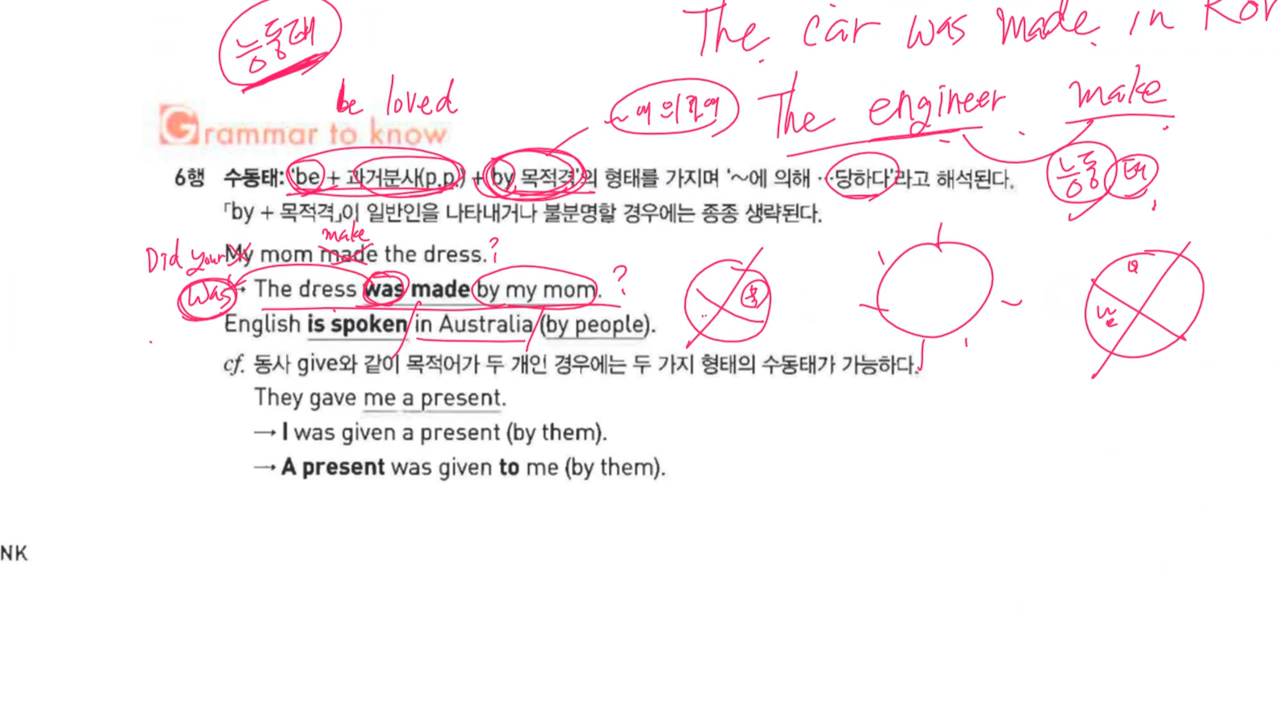 The car was made in Kor
능동태
be loved
~에 의하여
The engineer make
Grammar to know
능동태
6행 수동태: 'be + 과거분사(p.p.) + by 목적격'의 형태를 가지며 '~에 의해 …당하다'라고 해석된다.
「by + 목적격」이 일반인을 나타내거나 불분명할 경우에는 종종 생략된다.
make
Did your My mom made the dress.?
Was → The dress was made by my mom. ?
목
English is spoken in Australia (by people).
cf. 동사 give와 같이 목적어가 두 개인 경우에는 두 가지 형태의 수동태가 가능하다.
They gave me a present.
→ I was given a present (by them).
→ A present was given to me (by them).
NK